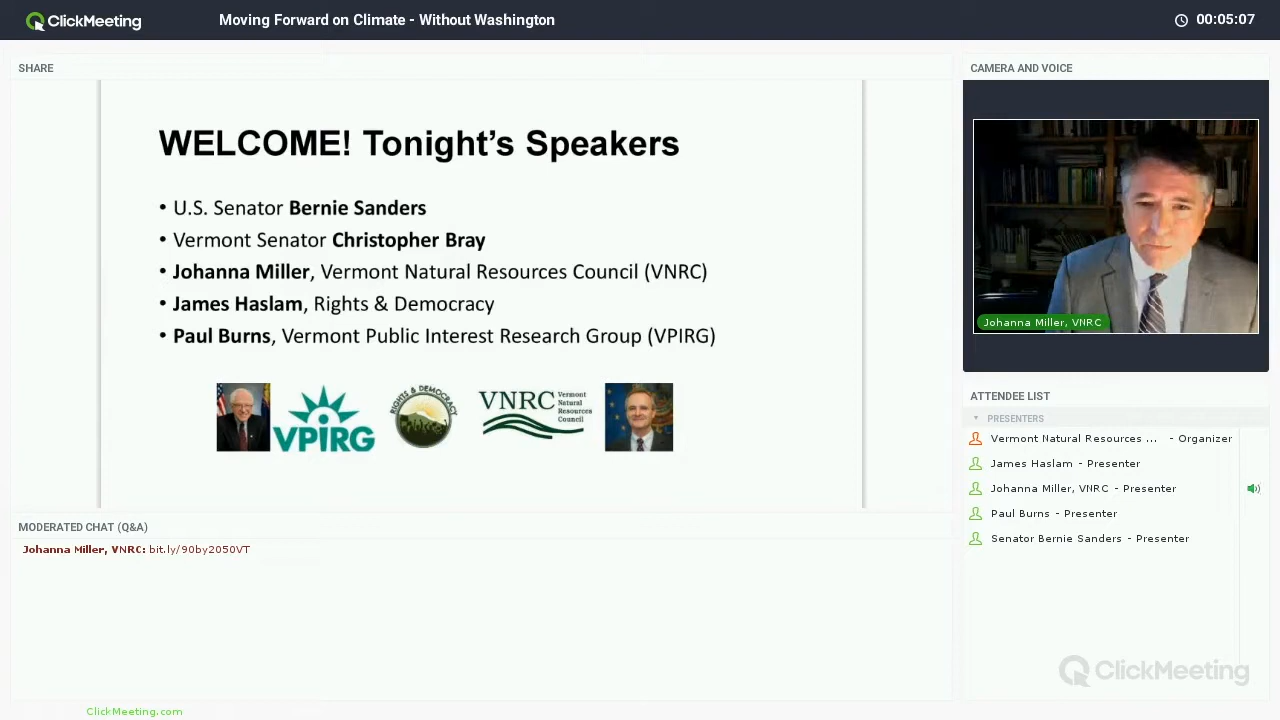 ClickMeeting
Moving Forward on Climate - Without Washington
00:05:07
SHARE
WELCOME! Tonight’s Speakers
• U.S. Senator Bernie Sanders
• Vermont Senator Christopher Bray
• Johanna Miller, Vermont Natural Resources Council (VNRC)
• James Haslam, Rights & Democracy
• Paul Burns, Vermont Public Interest Research Group (VPIRG)
VPIRG
RIGHTS & DEMOCRACY
VNRC Vermont
Natural
Resources
Council
MODERATED CHAT (Q&A)
Johanna Miller, VNRC: bit.ly/90by2050VT
ClickMeeting.com
CAMERA AND VOICE
Johanna Miller, VNRC
ATTENDEE LIST
PRESENTERS
Vermont Natural Resources ... - Organizer
James Haslam - Presenter
Johanna Miller, VNRC - Presenter
Paul Burns - Presenter
Senator Bernie Sanders - Presenter
ClickMeeting